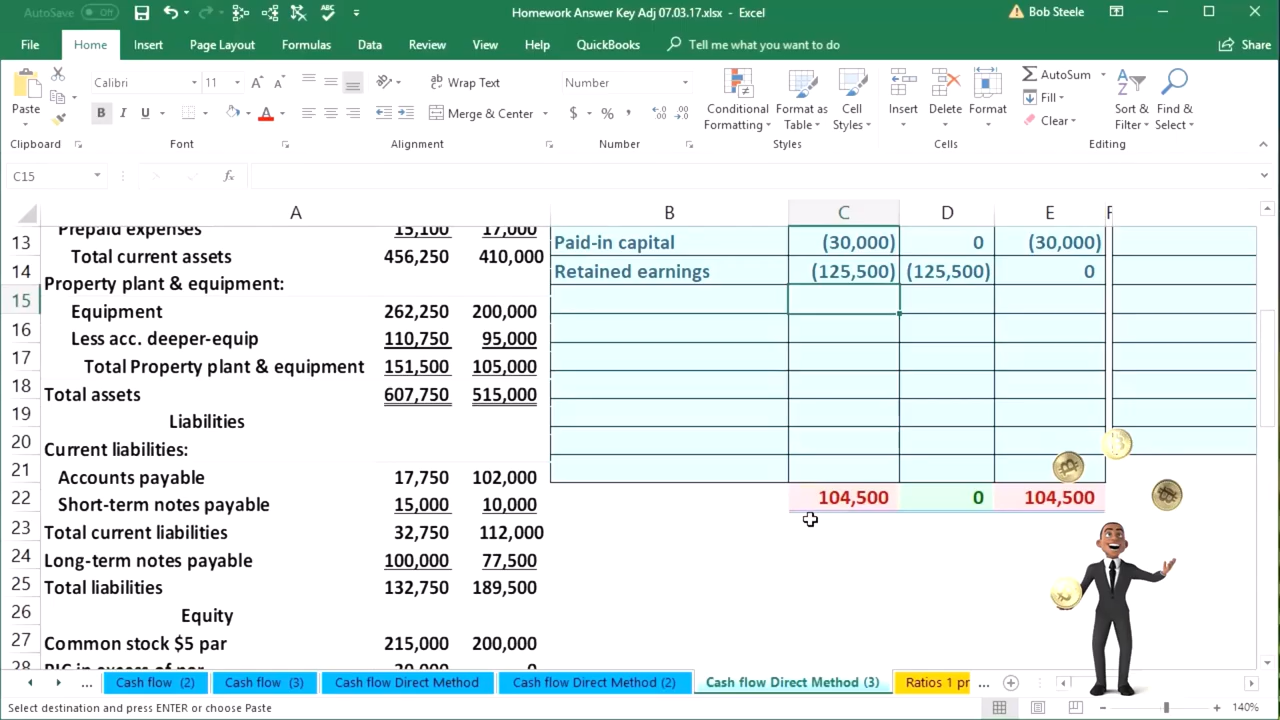 AutoSave Off Homework Answer Key Adj 07.03.17.xlsx - Excel Bob Steele
File Home Insert Page Layout Formulas Data Review View Help QuickBooks Tell me what you want to do Share
Paste Calibri 11 A A Wrap Text Number Conditional Formatting Format as Table Cell Styles Insert Delete Format AutoSum Sort & Filter Find & Select
B I U A Merge & Center $ % , Fill
Clear
Clipboard Font Alignment Number Styles Cells Editing
C15 fx
A B C D E F
13 Prepaid expenses 15,100 17,000 Paid-in capital (30,000) 0 (30,000)
Total current assets 456,250 410,000
14 Property plant & equipment: Retained earnings (125,500) (125,500) 0
15 Equipment 262,250 200,000
16 Less acc. deeper-equip 110,750 95,000
17 Total Property plant & equipment 151,500 105,000
18 Total assets 607,750 515,000
19 Liabilities
20 Current liabilities:
21 Accounts payable 17,750 102,000
22 Short-term notes payable 15,000 10,000 104,500 0 104,500
23 Total current liabilities 32,750 112,000
24 Long-term notes payable 100,000 77,500
25 Total liabilities 132,750 189,500
26 Equity
27 Common stock $5 par 215,000 200,000
28 PIC in excess of par 30,000 0
... Cash flow (2) Cash flow (3) Cash flow Direct Method Cash flow Direct Method (2) Cash flow Direct Method (3) Ratios 1 pr ...
Select destination and press ENTER or choose Paste 140%